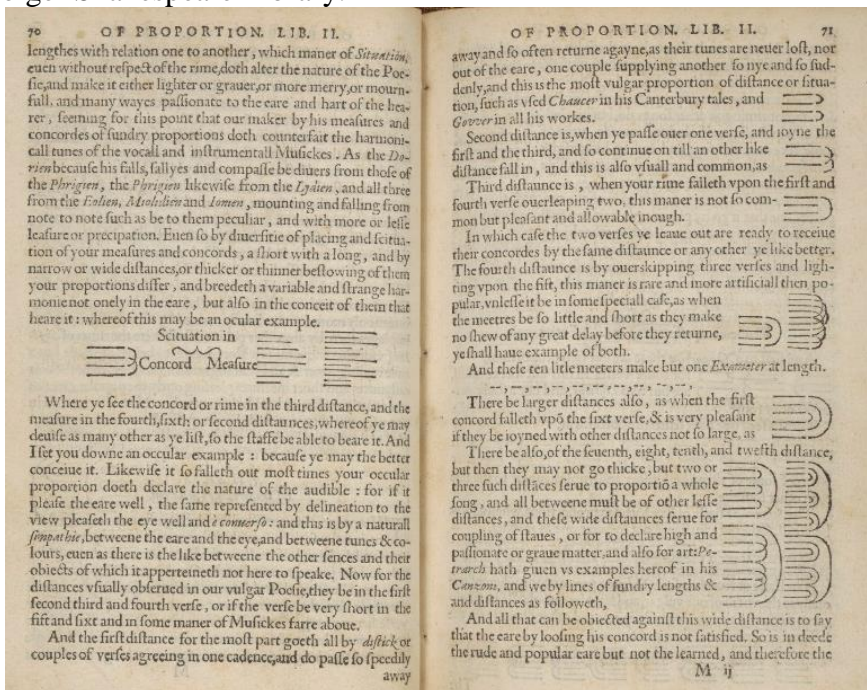 70 OF PROPORTION. LIB. II.
lengthes with relation one to another, which maner of Situation,
euen without respect of the rime, doth alter the nature of the Poe-
sie, and make it either lighter or grauer, or more merry, or mourn-
full, and many wayes passionate to the eare and hart of the hea-
rer, seeming for this point that our maker by his measures and
concordes of sundry proportions doth counterfait the harmoni-
call tunes of the vocall and instrumentall Musickes. As the Do-
rien because his falls, sallyes and compasse be diuers from those of
the Phrigien, the Phrigien likewise from the Lydien, and all three
from the Eolien, Miolidien and Ionien, mounting and falling from
note to note such as be to them peculiar, and with more or lesse
leasure or precipation. Euen so by diuersitie of placing and scitua-
tion of your measures and concords, a short with a long, and by
narrow or wide distances, or thicker or thinner bestowing of them
your proportions differ, and breedeth a variable and strange har-
monie not onely in the eare, but also in the conceit of them that
heare it: whereof this may be an ocular example.
Scituation in
Concord Measure
Where ye see the concord or rime in the third distance, and the
measure in the fourth, sixth or second distaunces, whereof ye may
deuise as many other as ye list, so the staffe be able to beare it. And
I set you downe an occular example: because ye may the better
conceiue it. Likewise it so falleth out most times your occular
proportion doeth declare the nature of the audible: for if it
please the eare well, the same represented by delineation to the
view pleaseth the eye well and è conuerso: and this is by a naturall
simpathie, betweene the eare and the eye, and betweene tunes & co-
lours, euen as there is the like betweene the other sences and their
obiects of which it apperteineth not here to speake. Now for the
distances vsually obserued in our vulgar Poesie, they be in the first
second third and fourth verse, or if the verse be very short in the
fift and sixt and in some maner of Musickes farre aboue.
And the first distance for the most part goeth all by distick or
couples of verses agreeing in one cadence, and do passe so speedily
away
OF PROPORTION. LIB. II. 71
away and so often returne agayne, as their tunes are neuer lost, nor
out of the eare, one couple supplying another so nye and so sud-
denly, and this is the most vulgar proportion of distance or situa-
tion, such as vsed Chaucer in his Canterbury tales, and
Gower in all his workes.
Second distance is, when ye passe ouer one verse, and ioyne the
first and the third, and so continue on till an other like
distance fall in, and this is also vsuall and common, as
Third distaunce is, when your rime falleth vpon the first and
fourth verse ouerleaping two, this maner is not so com-
mon but pleasant and allowable inough.
In which case the two verses ye leaue out are ready to receiue
their concordes by the same distaunce or any other ye like better.
The fourth distaunce is by ouerskipping three verses and ligh-
ting vpon the fift, this maner is rare and more artificiall then po-
pular, vnlesse it be in some speciall case, as when
the meetres be so little and short as they make
no shew of any great delay before they returne,
ye shall haue example of both.
And these ten litle meeters make but one Exameter at length.
--, --, --, --, --, --, --, --, --, --,
There be larger distances also, as when the first
concord falleth vpō the sixt verse, & is very pleasant
if they be ioyned with other distances not so large, as
There be also, of the seuenth, eight, tenth, and twefth distance,
but then they may not go thicke, but two or
three such distāces serue to proportiō a whole
song, and all betweene must be of other lesse
distances, and these wide distaunces serue for
coupling of staues, or for to declare high and
passionate or graue matter, and also for art: Pe-
trarch hath giuen vs examples hereof in his
Canzoni, and we by lines of sundry lengths &
and distances as followeth,
And all that can be obiected against this wide distance is to say
that the eare by loosing his concord is not satisfied. So is in deede
the rude and popular eare but not the learned, and therefore the
M ij